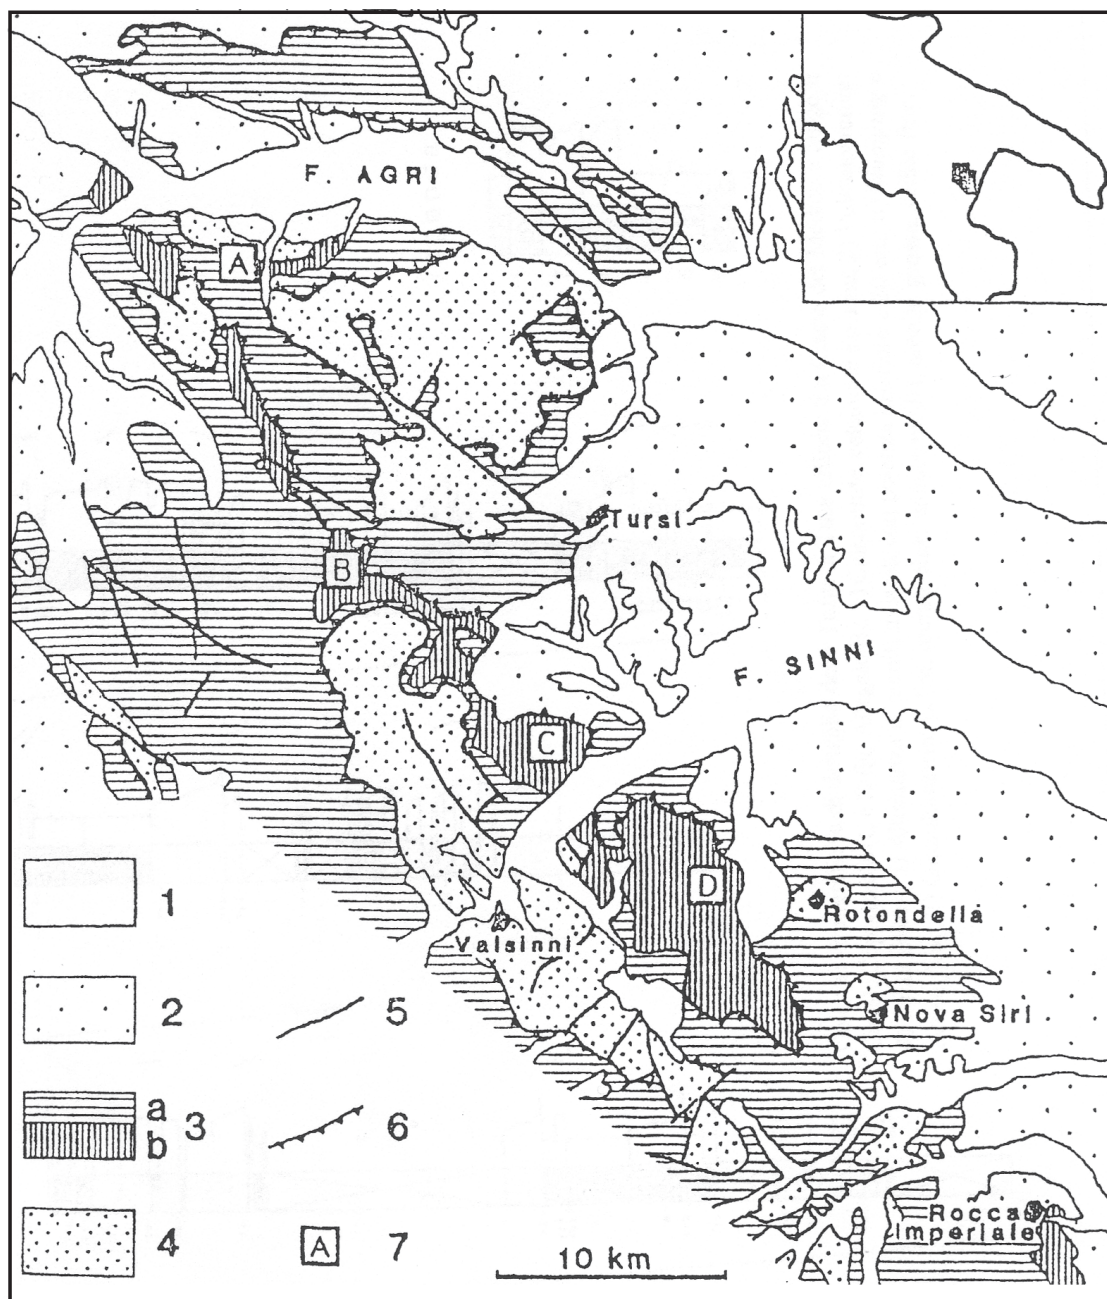 F. AGRI
A
Tursi
B
F. SINNI
C
D
Rotondella
Valsinni
Nova Siri
Rocca
Imperiale
1
2
a
b
3
4
5
6
A
7
10 km